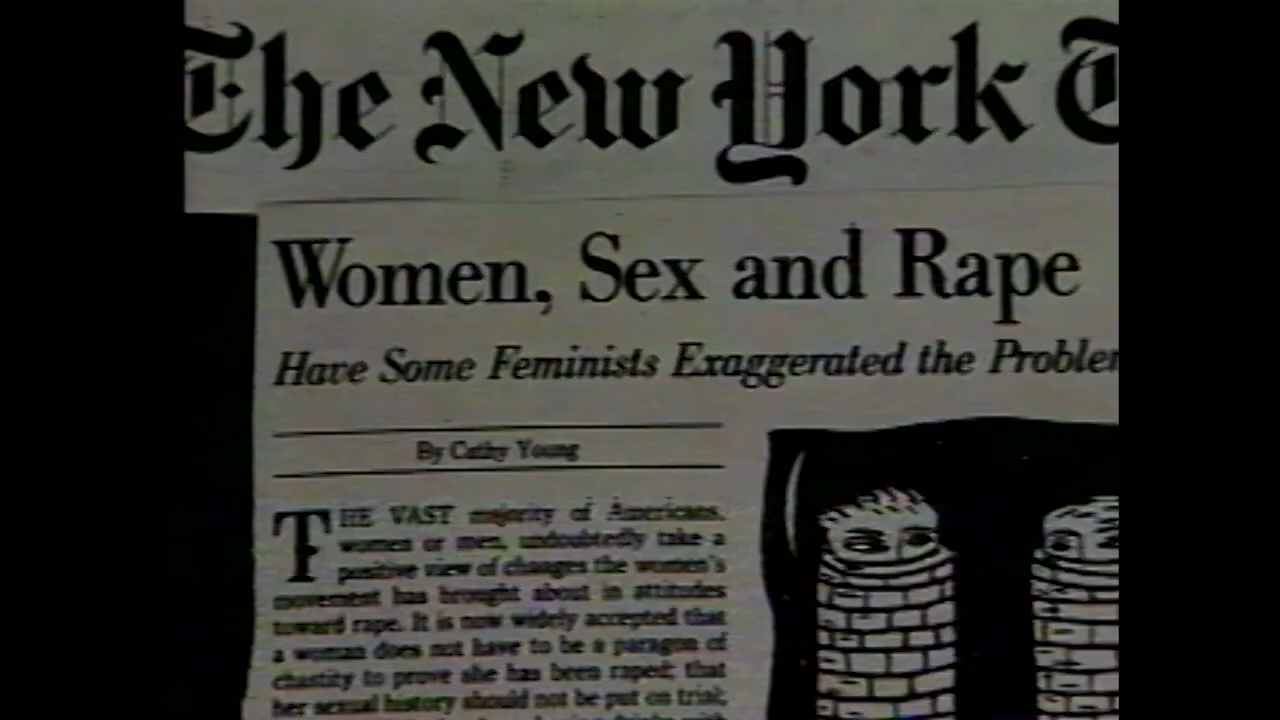 The New York T
Women, Sex and Rape
Have Some Feminists Exaggerated the Problem
By Cathy Young
THE VAST majority of Americans,
women or men, undoubtedly take a
positive view of changes the women's
movement has brought about in attitudes
toward rape. It is now widely accepted that
a woman does not have to be a paragon of
chastity to prove she has been raped; that
her sexual history should not be put on trial;